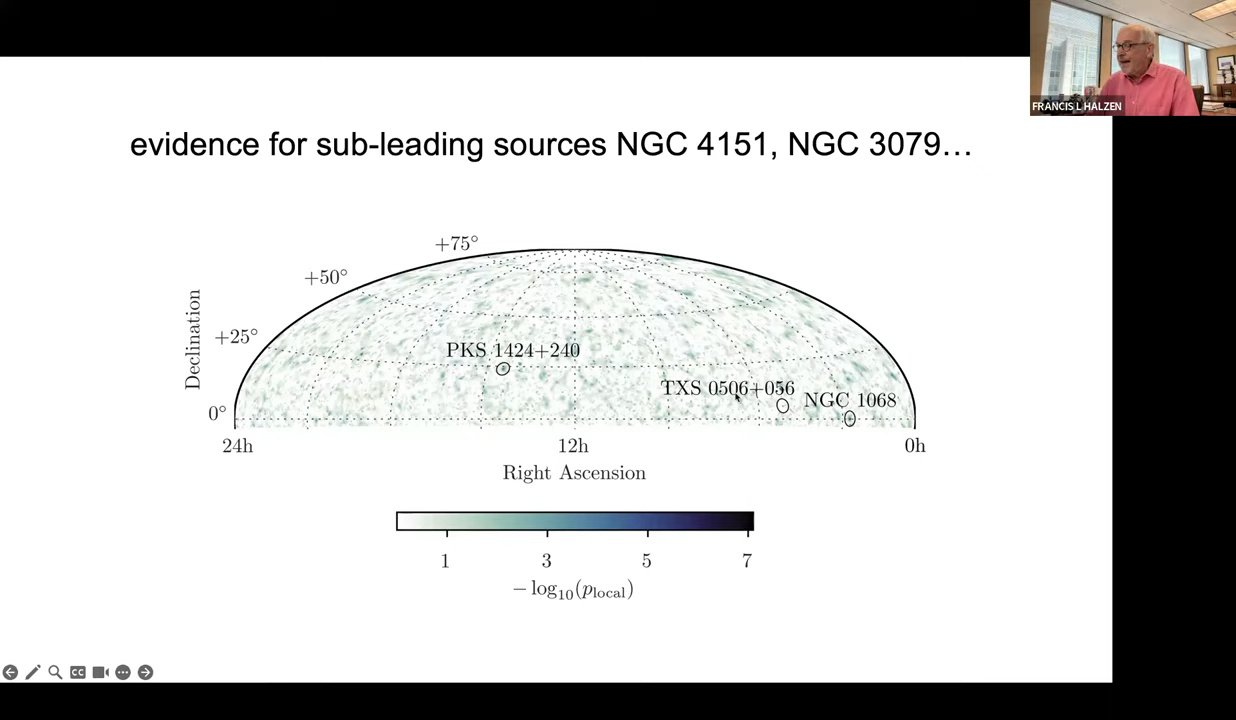 FRANCIS L HALZEN
evidence for sub-leading sources NGC 4151, NGC 3079…
+75°
+50°
+25°
0°
Declination
PKS 1424+240
TXS 0506+056
NGC 1068
24h
12h
0h
Right Ascension
1
3
5
7
− log10(plocal)
CC